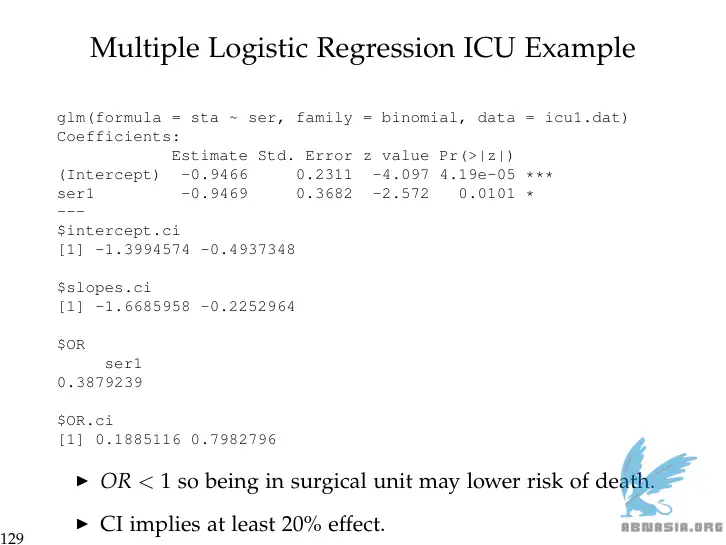 Multiple Logistic Regression ICU Example
glm(formula = sta ~ ser, family = binomial, data = icu1.dat)
Coefficients:
Estimate Std. Error z value Pr(>|z|)
(Intercept) -0.9466 0.2311 -4.097 4.19e-05 ***
ser1 -0.9469 0.3682 -2.572 0.0101 *
---
$intercept.ci
[1] -1.3994574 -0.4937348
$slopes.ci
[1] -1.6685958 -0.2252964
$OR
ser1
0.3879239
$OR.ci
[1] 0.1885116 0.7982796
▶ OR < 1 so being in surgical unit may lower risk of death.
▶ CI implies at least 20% effect.
129
ABMASIA.ORG